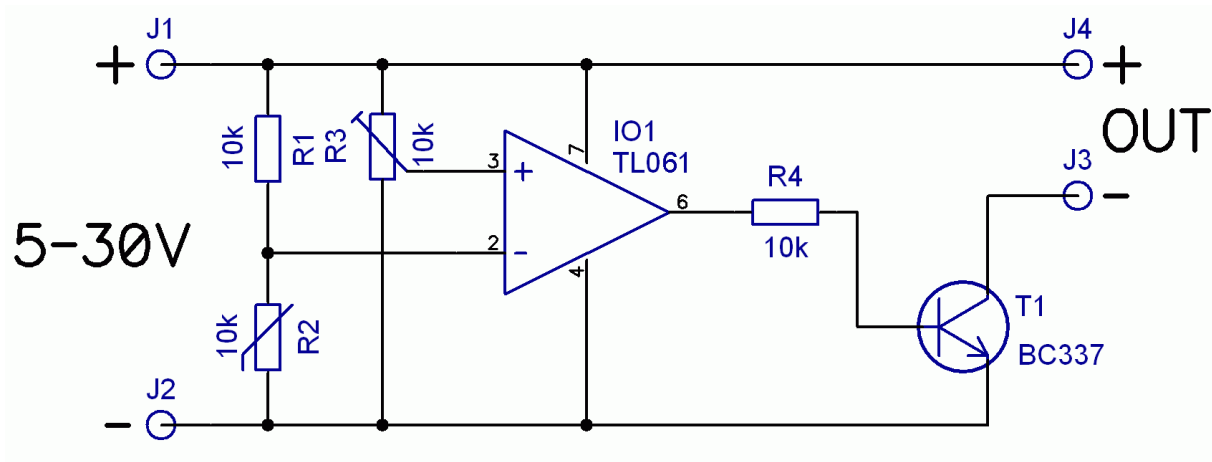 J1
J4
+
+
10k
R1
R3
10k
IO1
TL061
OUT
7
3
+
J3
R4
6
-
10k
5-30V
2
-
4
10k
R2
T1
BC337
J2
-